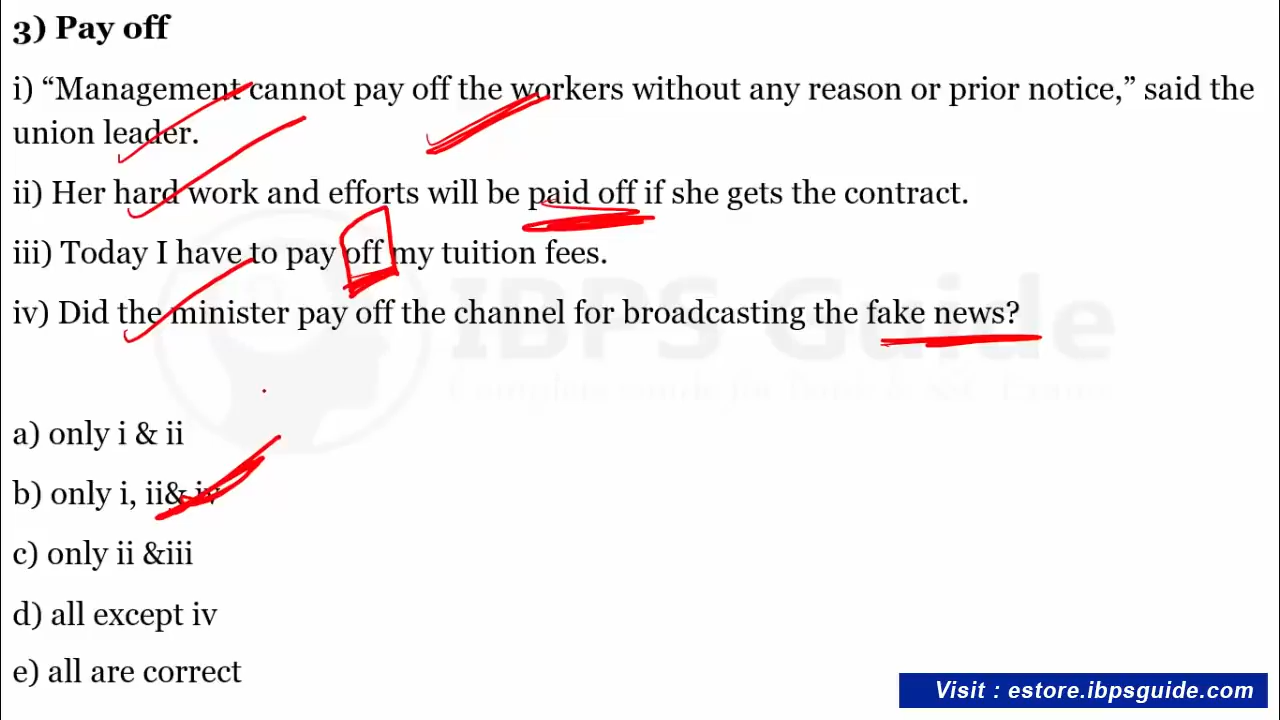 3) Pay off
i) “Management cannot pay off the workers without any reason or prior notice,” said the
union leader.
ii) Her hard work and efforts will be paid off if she gets the contract.
iii) Today I have to pay off my tuition fees.
iv) Did the minister pay off the channel for broadcasting the fake news?
IBPS Guide
a) only i & ii
b) only i, ii& iv
c) only ii &iii
d) all except iv
e) all are correct
Visit : estore.ibpsguide.com